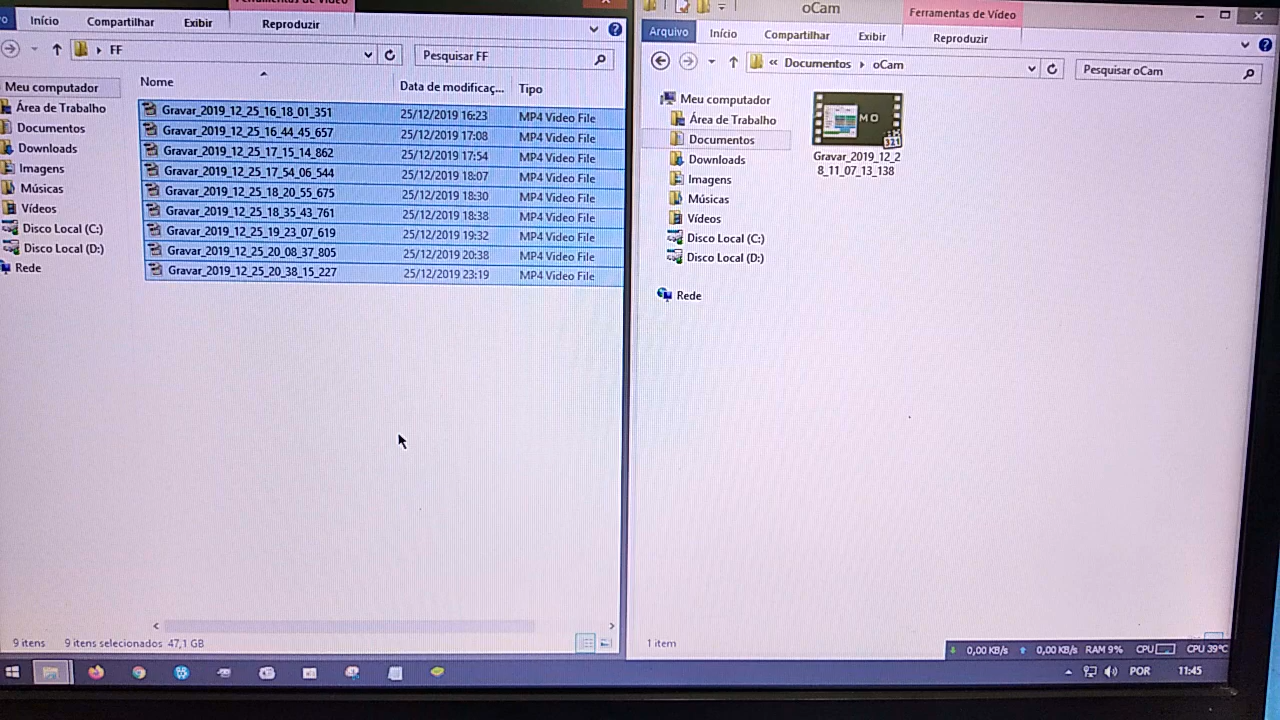 Ferramentas de Vídeo
Início Compartilhar Exibir Reproduzir
FF
Pesquisar FF
Meu computador
Área de Trabalho
Documentos
Downloads
Imagens
Músicas
Vídeos
Disco Local (C:)
Disco Local (D:)
Rede
Nome Data de modificaç... Tipo
Gravar_2019_12_25_16_18_01_351 25/12/2019 16:23 MP4 Video File
Gravar_2019_12_25_16_44_45_657 25/12/2019 17:08 MP4 Video File
Gravar_2019_12_25_17_15_14_862 25/12/2019 17:54 MP4 Video File
Gravar_2019_12_25_17_54_06_544 25/12/2019 18:07 MP4 Video File
Gravar_2019_12_25_18_20_55_675 25/12/2019 18:30 MP4 Video File
Gravar_2019_12_25_18_35_43_761 25/12/2019 18:38 MP4 Video File
Gravar_2019_12_25_19_23_07_619 25/12/2019 19:32 MP4 Video File
Gravar_2019_12_25_20_08_37_805 25/12/2019 20:38 MP4 Video File
Gravar_2019_12_25_20_38_15_227 25/12/2019 23:19 MP4 Video File
9 itens 9 itens selecionados 47,1 GB
oCam
Ferramentas de Vídeo
Arquivo Início Compartilhar Exibir Reproduzir
« Documentos oCam
Pesquisar oCam
Meu computador
Área de Trabalho
Documentos
Downloads
Imagens
Músicas
Vídeos
Disco Local (C:)
Disco Local (D:)
Rede
M O
321
Gravar_2019_12_2
8_11_07_13_138
1 item
0,00 KB/s 0,00 KB/s RAM 9% CPU CPU 39°C
POR 11:45